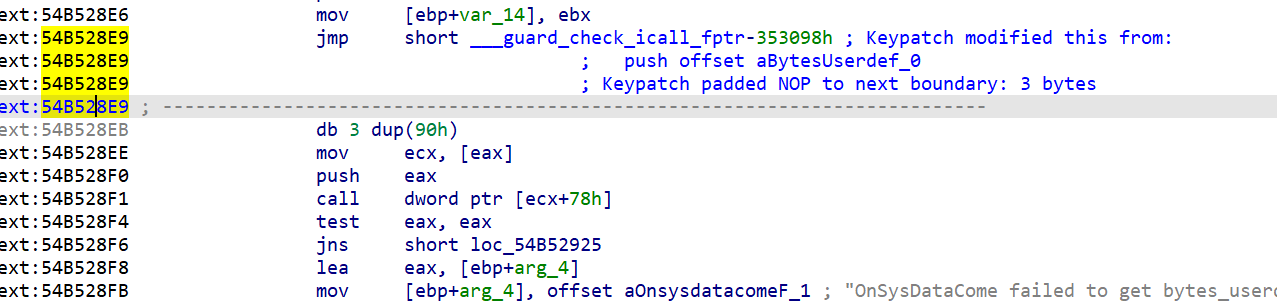 ext:54B528E6 mov [ebp+var_14], ebx
ext:54B528E9 jmp short ___guard_check_icall_fptr-353098h ; Keypatch modified this from:
ext:54B528E9 ; push offset aBytesUserdef_0
ext:54B528E9 ; Keypatch padded NOP to next boundary: 3 bytes
ext:54B528E9 ; ---------------------------------------------------------------------------
ext:54B528EB db 3 dup(90h)
ext:54B528EE mov ecx, [eax]
ext:54B528F0 push eax
ext:54B528F1 call dword ptr [ecx+78h]
ext:54B528F4 test eax, eax
ext:54B528F6 jns short loc_54B52925
ext:54B528F8 lea eax, [ebp+arg_4]
ext:54B528FB mov [ebp+arg_4], offset aOnsysdatacomeF_1 ; "OnSysDataCome failed to get bytes_userd